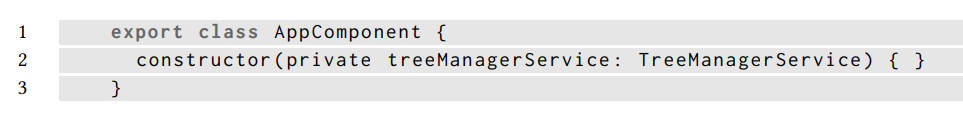 1 export class AppComponent {
2 constructor(private treeManagerService: TreeManagerService) { }
3 }